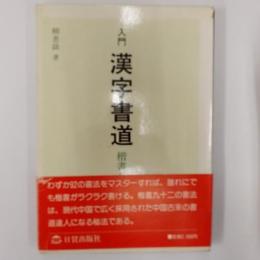 入門
漢字書道
楷書
著
わずか92の書法をマスターすれば、誰れにで
も楷書がラクラク書ける。楷書九十二の書法
は、現代中国で広く採用された中国古来の書
道達人になる秘法である。
日貿出版社